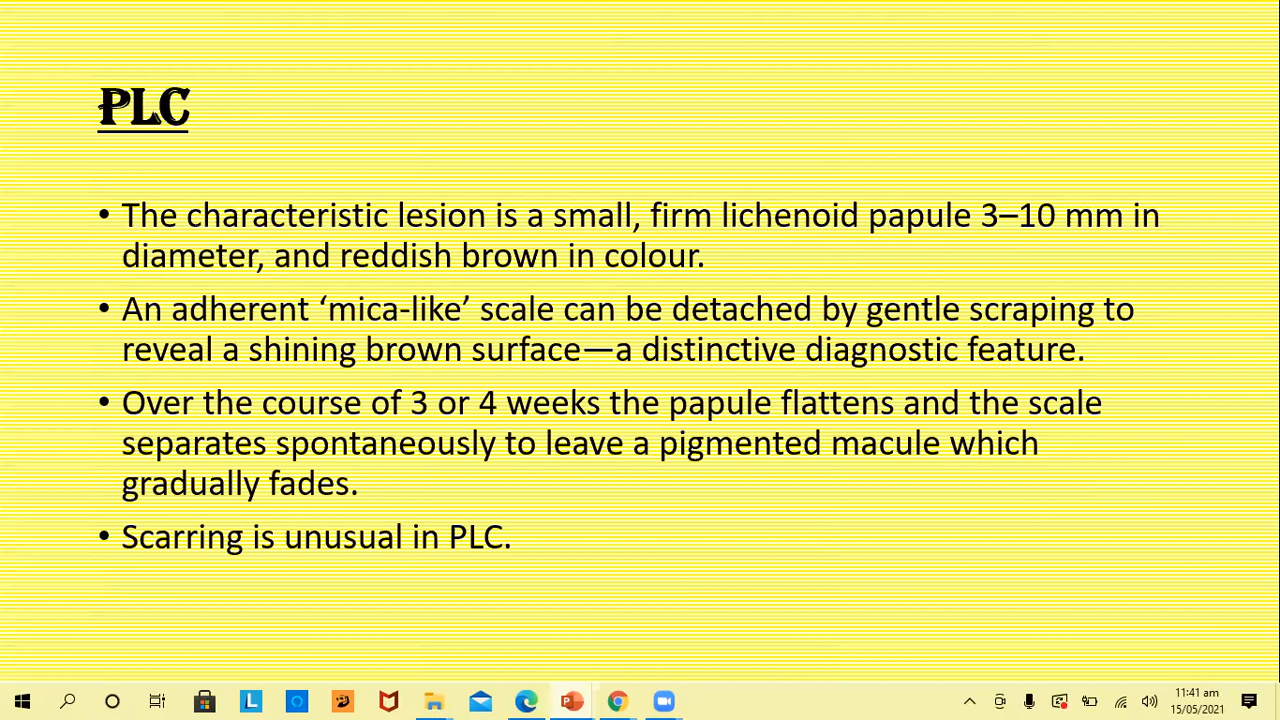 PLC
• The characteristic lesion is a small, firm lichenoid papule 3–10 mm in
diameter, and reddish brown in colour.
• An adherent ‘mica-like’ scale can be detached by gentle scraping to
reveal a shining brown surface—a distinctive diagnostic feature.
• Over the course of 3 or 4 weeks the papule flattens and the scale
separates spontaneously to leave a pigmented macule which
gradually fades.
• Scarring is unusual in PLC.
L
11:41 am
15/05/2021